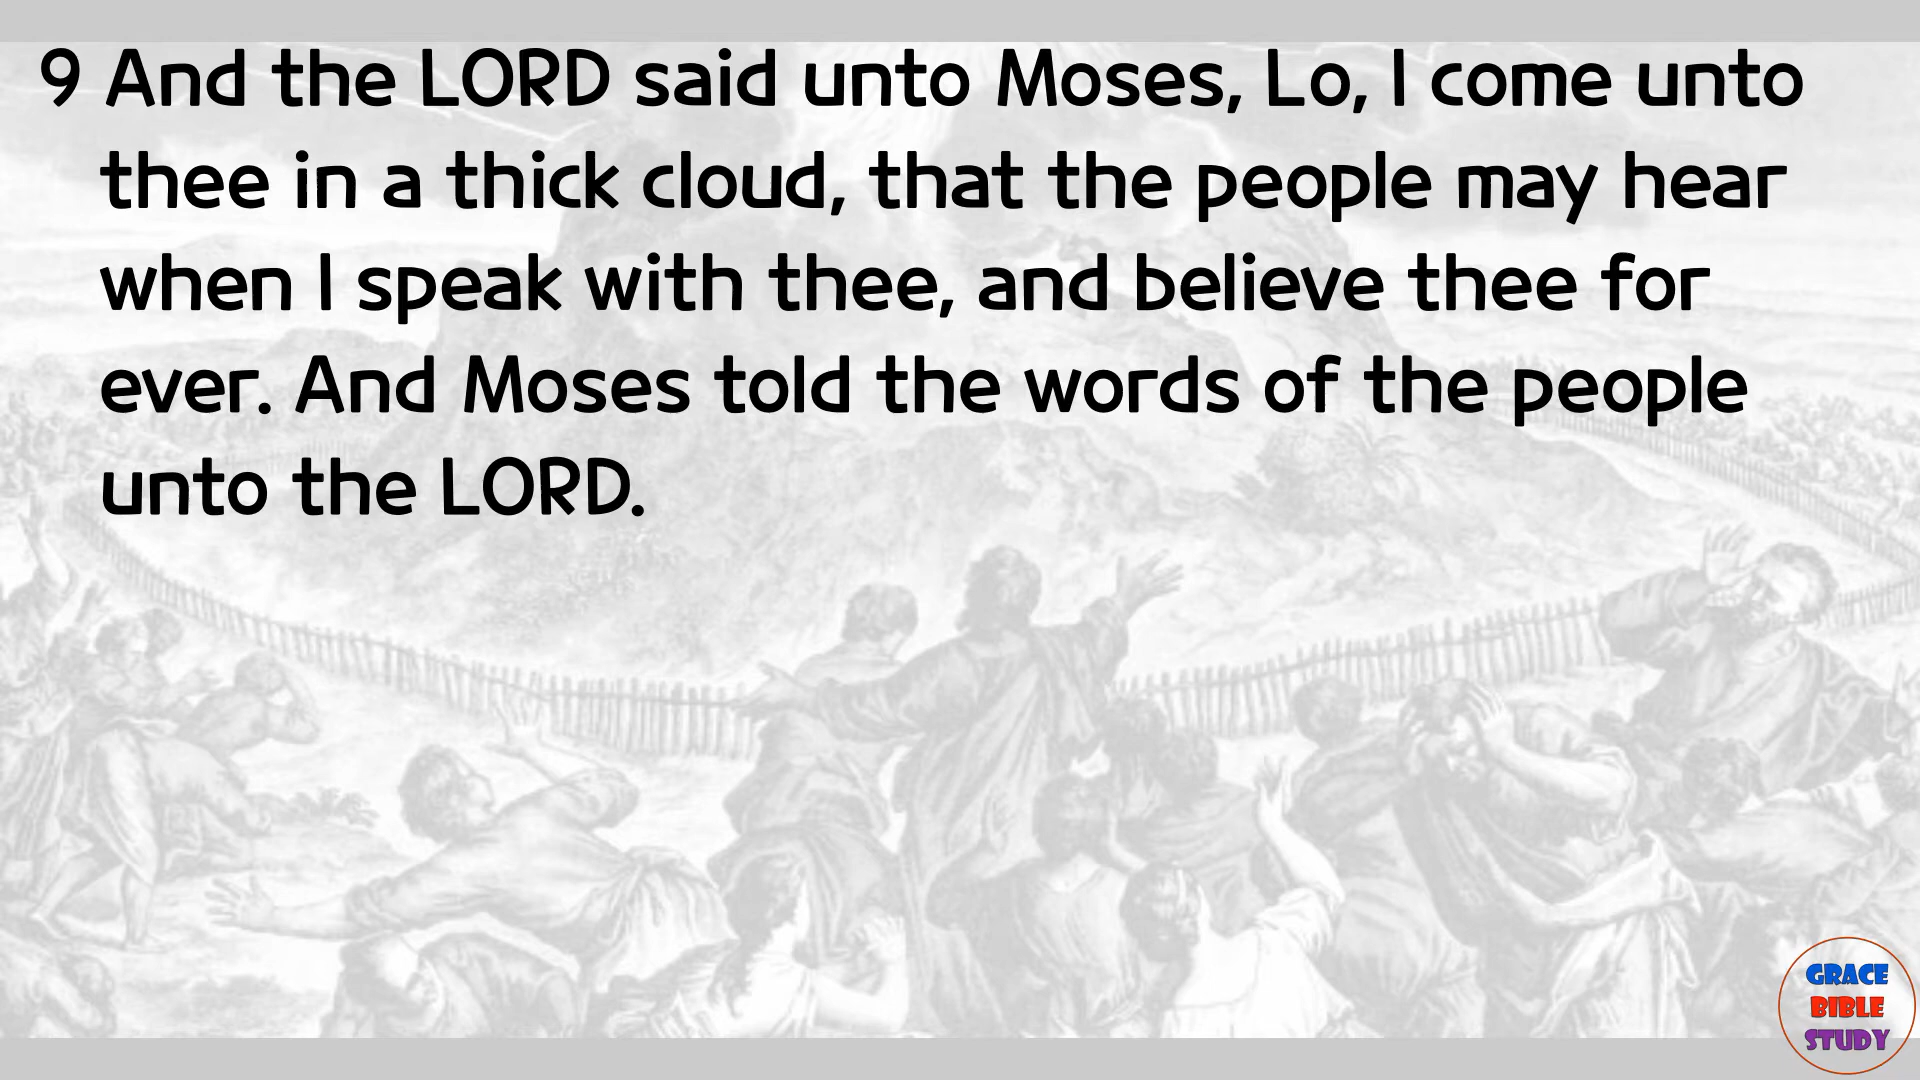 9 And the LORD said unto Moses, Lo, I come unto
thee in a thick cloud, that the people may hear
when I speak with thee, and believe thee for
ever. And Moses told the words of the people
unto the LORD.
GRACE
BIBLE
STUDY